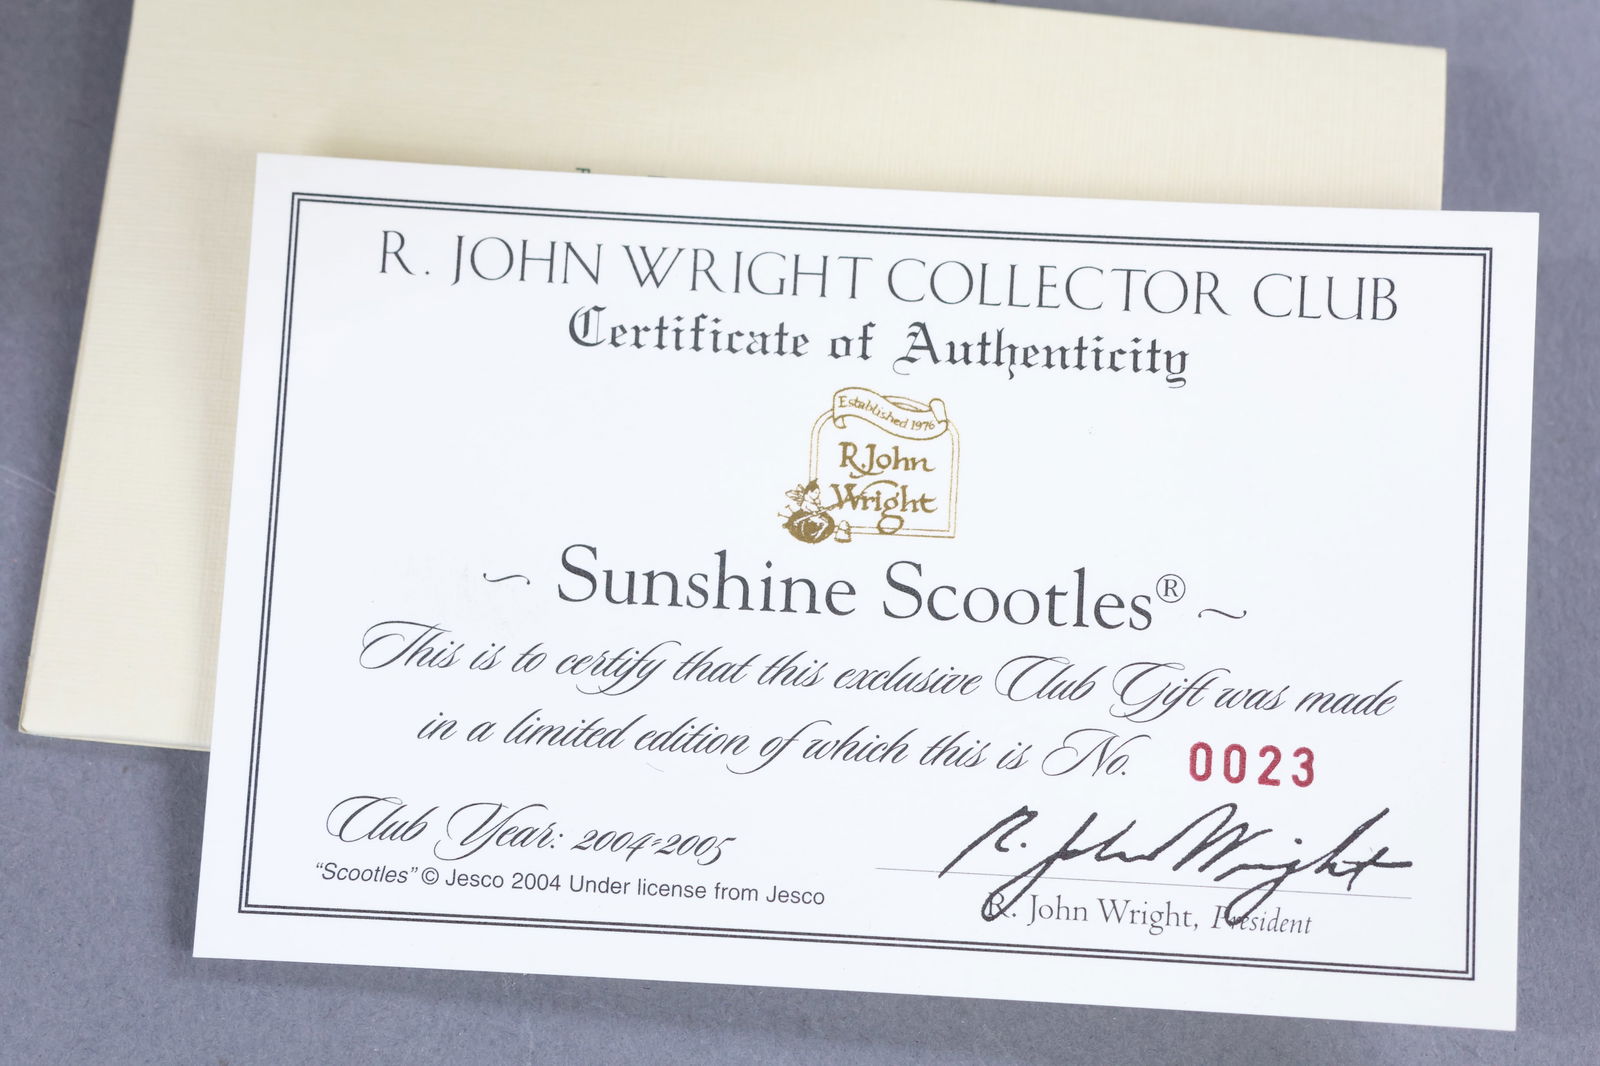 R. JOHN WRIGHT COLLECTOR CLUB
Certificate of Authenticity
Established 1976
R. John
Wright
~ Sunshine Scootles® ~
This is to certify that this exclusive Club Gift was made
in a limited edition of which this is No. 0023
Club Year: 2004-2005
"Scootles" © Jesco 2004 Under license from Jesco
R. John Wright
R. John Wright, President